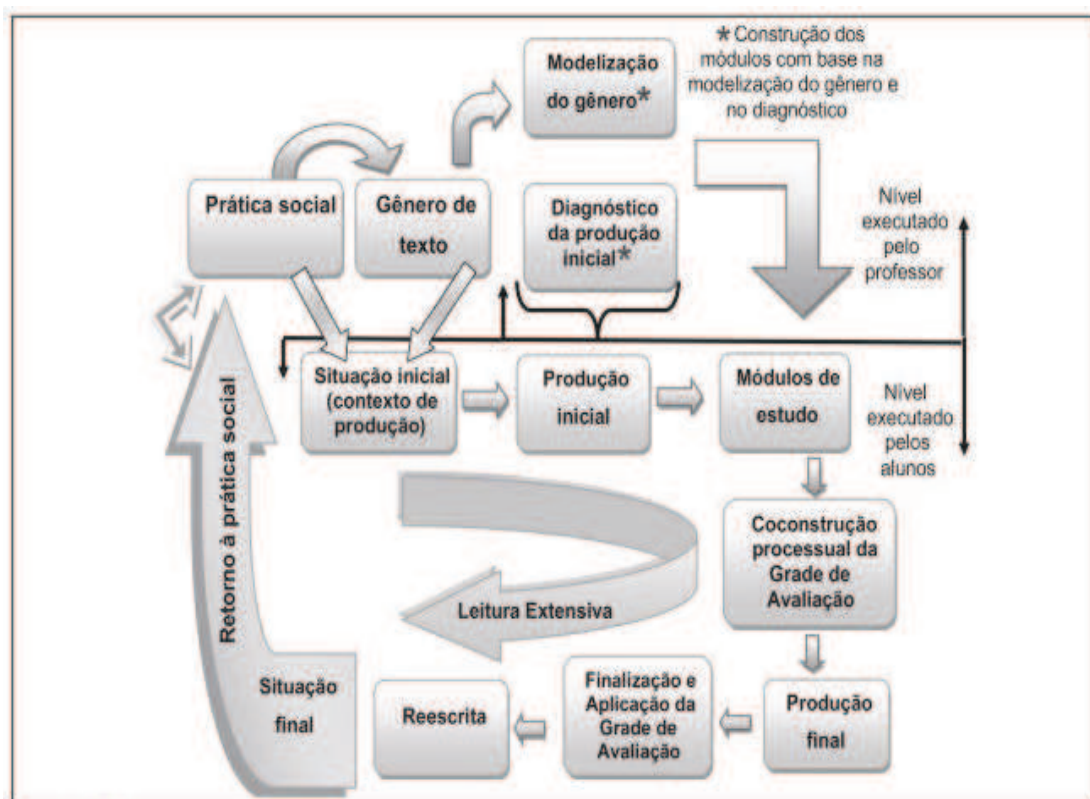 Modelização
do gênero*
* Construção dos
módulos com base na
modelização do gênero e
no diagnóstico
Prática social
Gênero de
texto
Diagnóstico
da produção
inicial*
Nível
executado
pelo
professor
Situação inicial
(contexto de
produção)
Produção
inicial
Módulos de
estudo
Nível
executado
pelos
alunos
Coconstrução
processual da
Grade de
Avaliação
Leitura Extensiva
Produção
final
Finalização e
Aplicação da
Grade de
Avaliação
Reescrita
Situação
final
Retorno à prática social